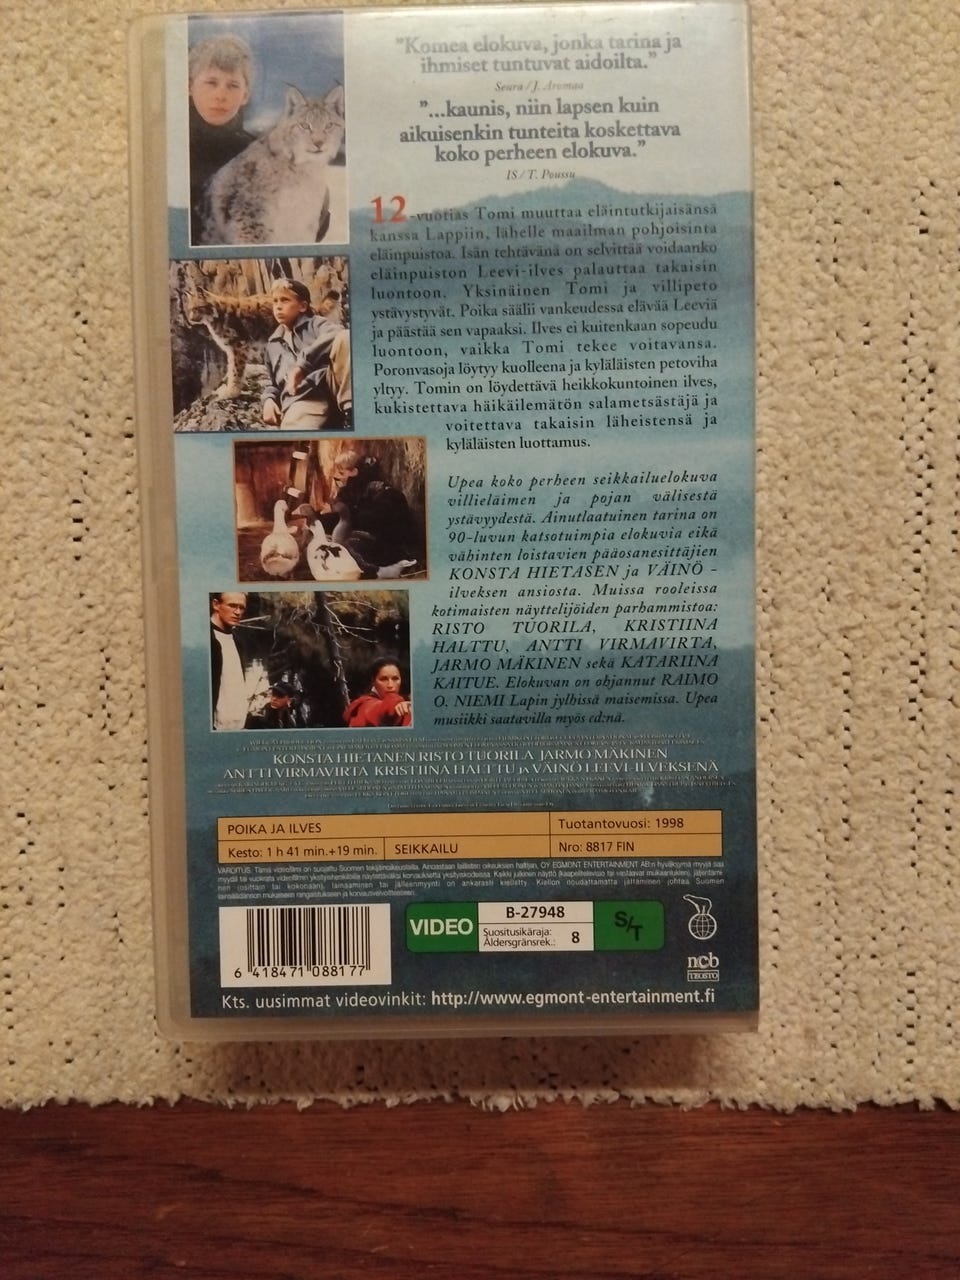 "Komea elokuva, jonka tarina ja
ihmiset tuntuvat aidoilta."
Seura / J. Aromaa
"...kaunis, niin lapsen kuin
aikuisenkin tunteita koskettava
koko perheen elokuva."
IS / T. Poussu
12-vuotias Tomi muuttaa eläintutkijaisänsä
kanssa Lappiin, lähelle maailman pohjoisinta
eläinpuistoa. Isän tehtävänä on selvittää voidaanko
eläinpuiston Leevi-ilves palauttaa takaisin
luontoon. Yksinäinen Tomi ja villipeto
ystävystyvät. Poika säälii vankeudessa elävää Leeviä
ja päästää sen vapaaksi. Ilves ei kuitenkaan sopeudu
luontoon, vaikka Tomi tekee voitavansa.
Poronvasoja löytyy kuolleena ja kyläläisten petoviha
yltyy. Tomin on löydettävä heikkokuntoinen ilves,
kukistettava häikäilemätön salametsästäjä ja
voitettava takaisin läheistensä ja
kyläläisten luottamus.
Upea koko perheen seikkailuelokuva
villieläimen ja pojan välisestä
ystävyydestä. Ainutlaatuinen tarina on
90-luvun katsotuimpia elokuvia eikä
vähinten loistavien pääosanesittäjien
KONSTA HIETASEN ja VÄINÖ -
ilveksen ansiosta. Muissa rooleissa
kotimaisten näyttelijöiden parhammistoa:
RISTO TUORILA, KRISTIINA
HALTTU, ANTTI VIRMAVIRTA,
JARMO MÄKINEN sekä KATARIINA
KAITUE. Elokuvan on ohjannut RAIMO
O. NIEMI Lapin jylhissä maisemissa. Upea
musiikki saatavilla myös cd:nä.
KONSTA HIETANEN RISTO TUORILA JARMO MÄKINEN
ANTTI VIRMAVIRTA KRISTIINA HALTTU JA VÄINÖ LEEVI-ILVEKSENÄ
POIKA JA ILVES
Tuotantovuosi: 1998
Kesto: 1 h 41 min.+19 min.
SEIKKAILU
Nro: 8817 FIN
VIDEO
B-27948
Suositusikäraja:
Åldersgränsrek.: 8
S/T
6 418471 088177
ncb
TEOSTO
Kts. uusimmat videovinkit: http://www.egmont-entertainment.fi